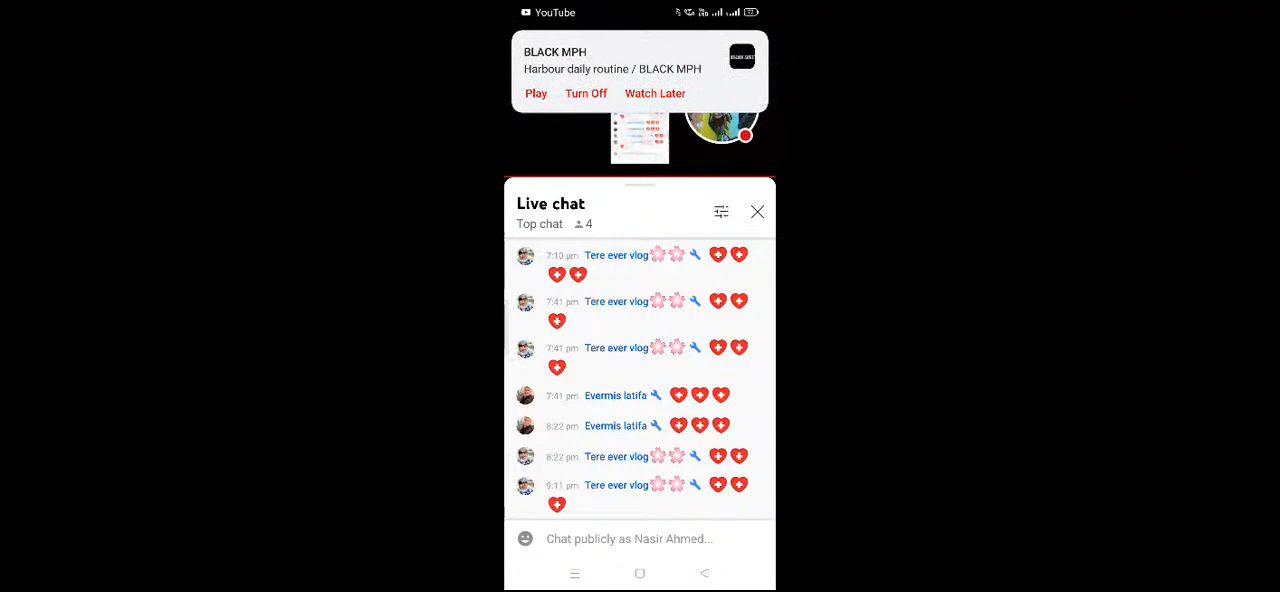 YouTube
BLACK MPH
Harbour daily routine / BLACK MPH
Play Turn Off Watch Later
Live chat
Top chat 4
7:10 pm Tere ever vlog
7:41 pm Tere ever vlog
7:41 pm Tere ever vlog
7:41 pm Evermis latifa
8:22 pm Evermis latifa
8:22 pm Tere ever vlog
9:11 pm Tere ever vlog
Chat publicly as Nasir Ahmed...